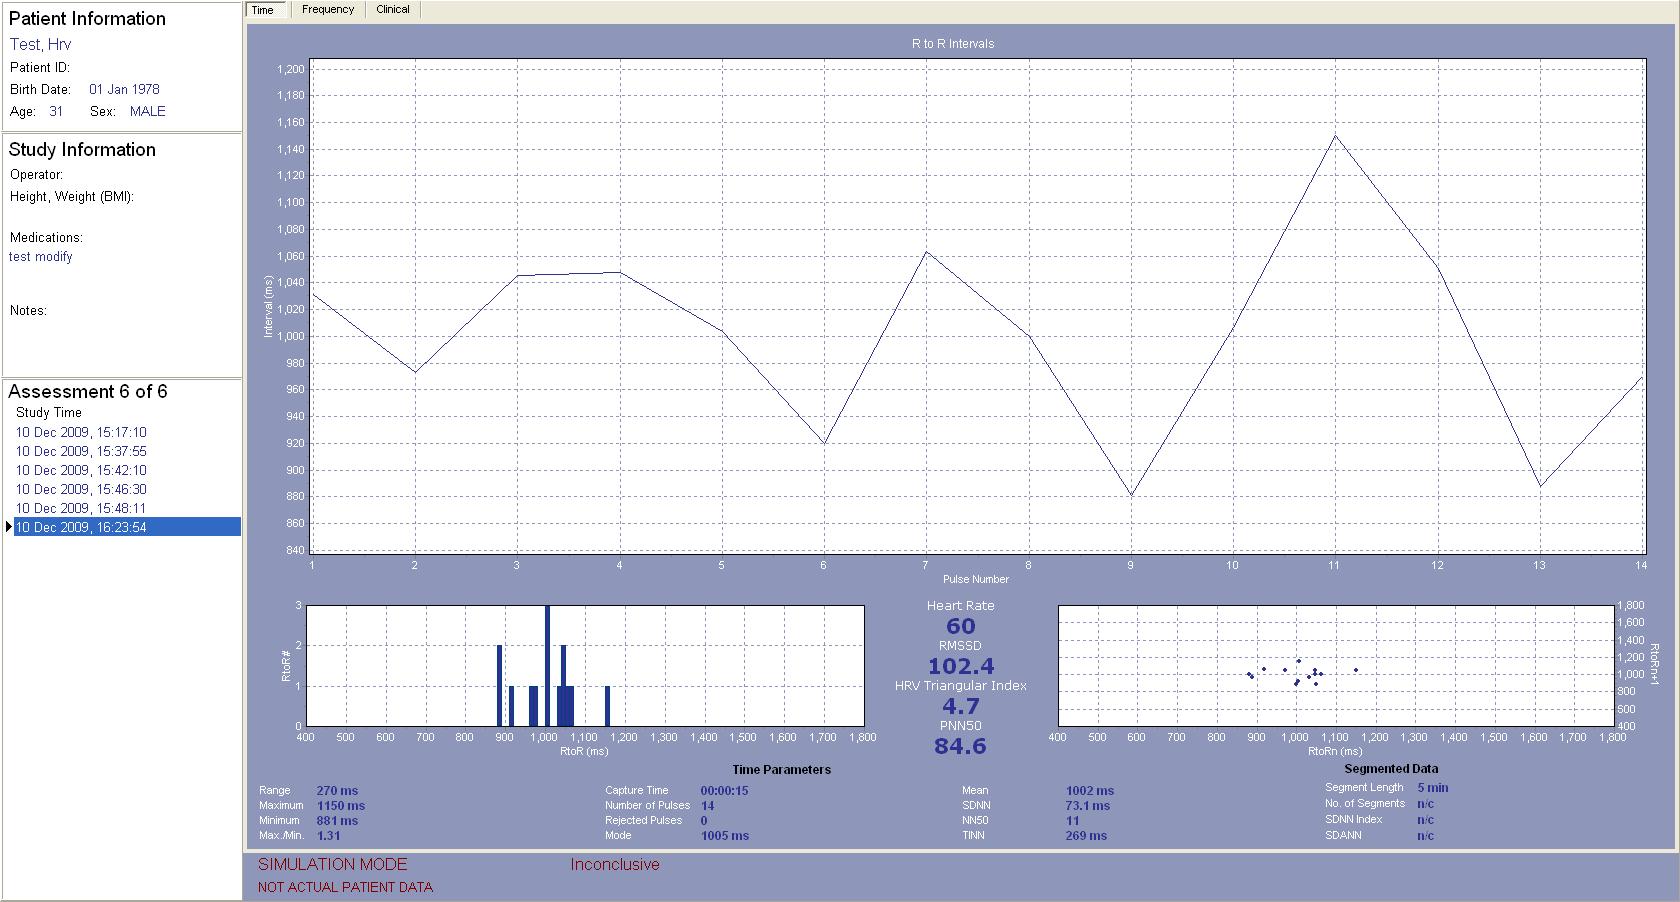 Patient Information
Test, Hrv
Patient ID:
Birth Date: 01 Jan 1978
Age: 31 Sex: MALE
Study Information
Operator:
Height, Weight (BMI):
Medications:
test modify
Notes:
Assessment 6 of 6
Study Time
10 Dec 2009, 15:17:10
10 Dec 2009, 15:37:55
10 Dec 2009, 15:42:10
10 Dec 2009, 15:46:30
10 Dec 2009, 15:48:11
10 Dec 2009, 16:23:54
Time Frequency Clinical
R to R Intervals
1,200
1,180
1,160
1,140
1,120
1,100
1,080
1,060
1,040
1,020
1,000
980
960
940
920
900
880
860
840
Interval (ms)
1 2 3 4 5 6 7 8 9 10 11 12 13 14
Pulse Number
3
2
1
0
RtoR#
400 500 600 700 800 900 1,000 1,100 1,200 1,300 1,400 1,500 1,600 1,700 1,800
RtoR (ms)
Heart Rate
60
RMSSD
102.4
HRV Triangular Index
4.7
PNN50
84.6
1,800
1,600
1,400
1,200
1,000
800
600
400
RtoRn+1
400 500 600 700 800 900 1,000 1,100 1,200 1,300 1,400 1,500 1,600 1,700 1,800
RtoRn (ms)
Time Parameters
Range 270 ms
Maximum 1150 ms
Minimum 881 ms
Max./Min. 1.31
Capture Time 00:00:15
Number of Pulses 14
Rejected Pulses 0
Mode 1005 ms
Mean 1002 ms
SDNN 73.1 ms
NN50 11
TINN 269 ms
Segmented Data
Segment Length 5 min
No. of Segments n/c
SDNN Index n/c
SDANN n/c
SIMULATION MODE Inconclusive
NOT ACTUAL PATIENT DATA